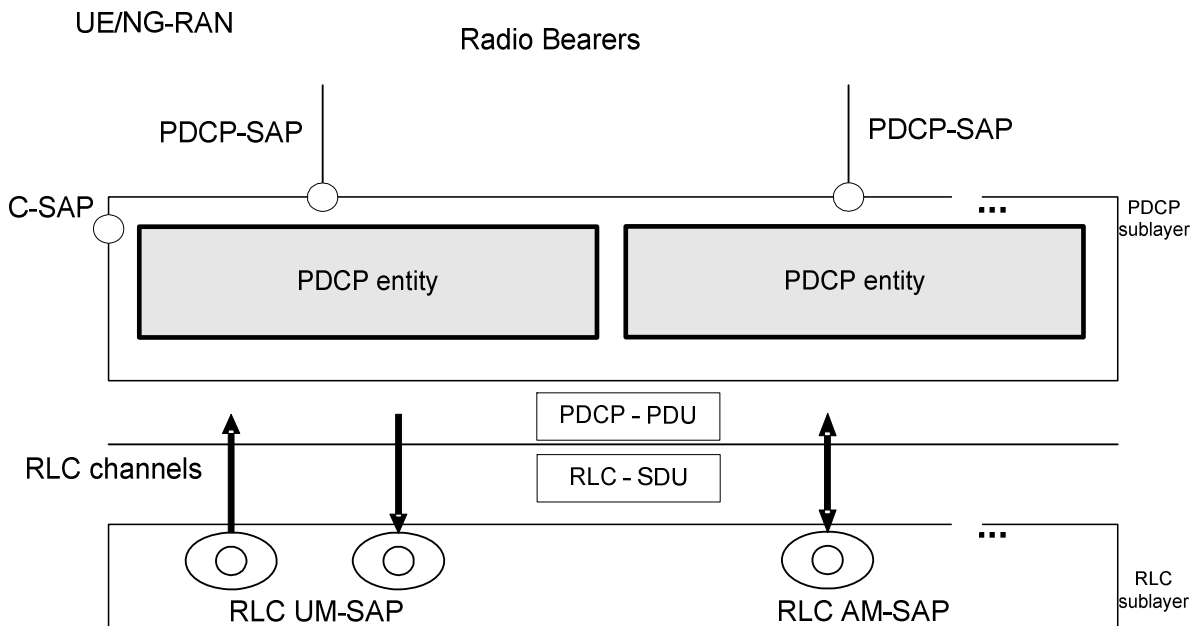 UE/NG-RAN
Radio Bearers
PDCP-SAP
PDCP-SAP
C-SAP
...
PDCP
sublayer
PDCP entity
PDCP entity
PDCP - PDU
RLC channels
RLC - SDU
...
RLC UM-SAP
RLC AM-SAP
RLC
sublayer